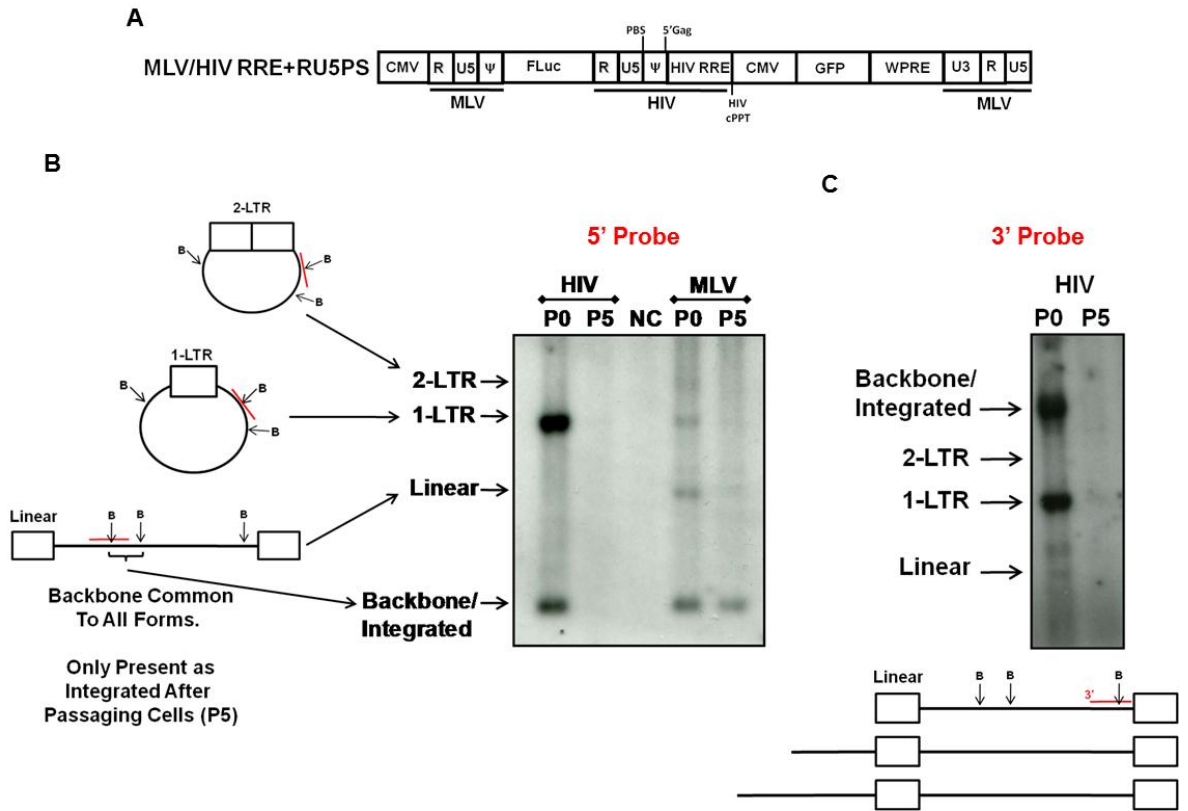 A
PBS 5'Gag
MLV/HIV RRE+RU5PS CMV R U5 Ψ FLuc R U5 Ψ HIV RRE CMV GFP WPRE U3 R U5
MLV HIV HIV cPPT MLV
B
2-LTR
B
B
B
1-LTR
B
B
B
Linear
B B B
Backbone Common
To All Forms.
Only Present as
Integrated After
Passaging Cells (P5)
5' Probe
HIV MLV
P0 P5 NC P0 P5
2-LTR
1-LTR
Linear
Backbone/
Integrated
C
3' Probe
HIV
P0 P5
Backbone/
Integrated
2-LTR
1-LTR
Linear
Linear
B B B
3'